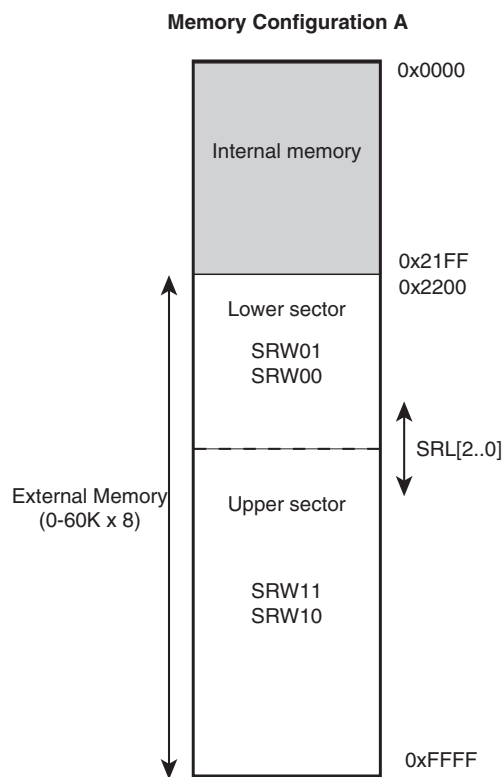 Memory Configuration A
0x0000
Internal memory
0x21FF
0x2200
Lower sector
SRW01
SRW00
SRL[2..0]
External Memory
(0-60K x 8)
Upper sector
SRW11
SRW10
0xFFFF